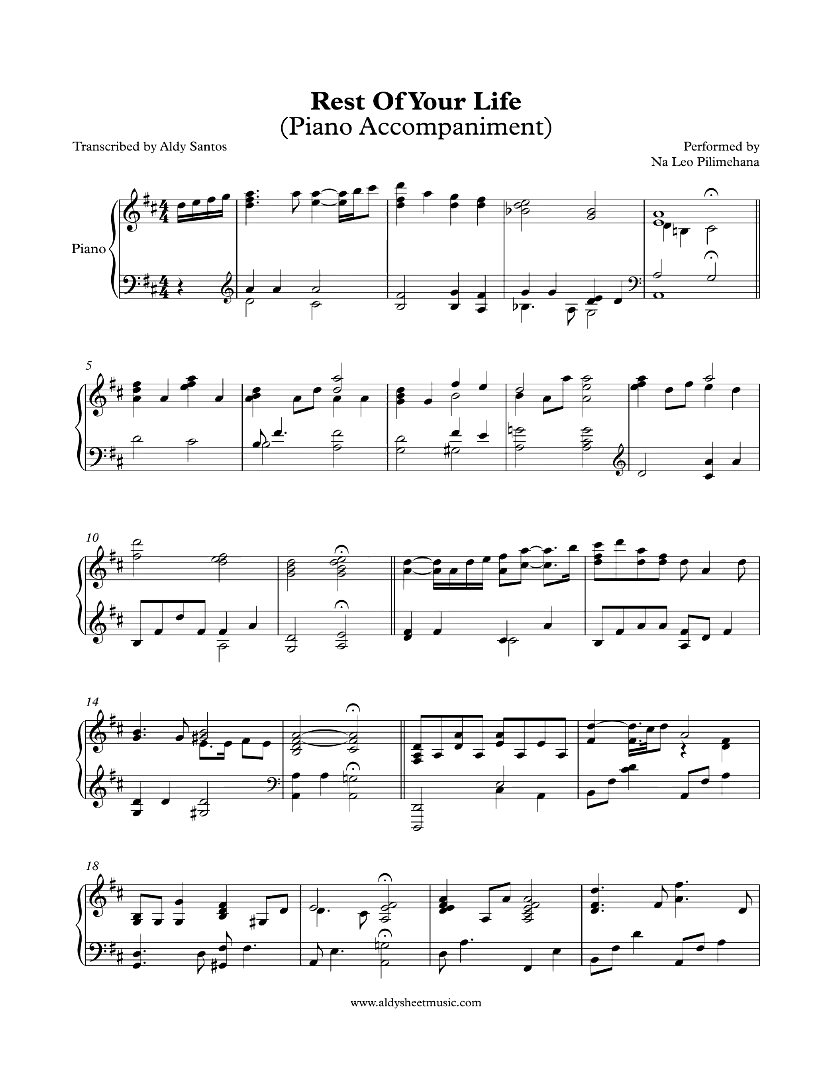 Rest Of Your Life
(Piano Accompaniment)
Transcribed by Aldy Santos
Performed by
Na Leo Pilimehana
Piano
5
10
14
18
www.aldysheetmusic.com